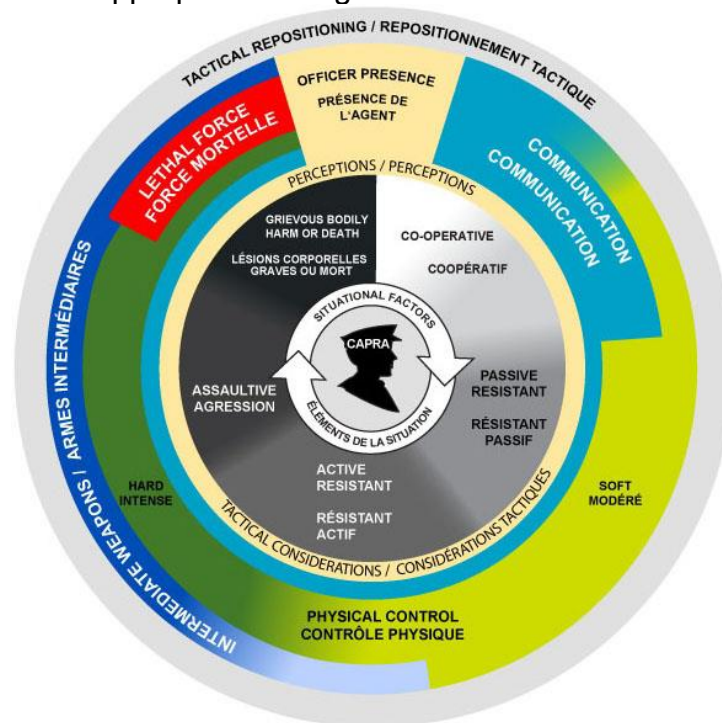 TACTICAL REPOSITIONING / REPOSITIONNEMENT TACTIQUE
OFFICER PRESENCE
PRÉSENCE DE
L'AGENT
LETHAL FORCE
FORCE MORTELLE
COMMUNICATION
COMMUNICATION
PERCEPTIONS / PERCEPTIONS
GRIEVOUS BODILY
HARM OR DEATH
LÉSIONS CORPORELLES
GRAVES OU MORT
CO-OPERATIVE
COOPÉRATIF
SITUATIONAL FACTORS
CAPRA
ÉLÉMENTS DE LA SITUATION
ASSAULTIVE
AGRESSION
PASSIVE
RESISTANT
RÉSISTANT
PASSIF
ACTIVE
RESISTANT
RÉSISTANT
ACTIF
HARD
INTENSE
SOFT
MODÉRÉ
TACTICAL CONSIDERATIONS / CONSIDÉRATIONS TACTIQUES
INTERMEDIATE WEAPONS / ARMES INTERMÉDIAIRES
PHYSICAL CONTROL
CONTRÔLE PHYSIQUE